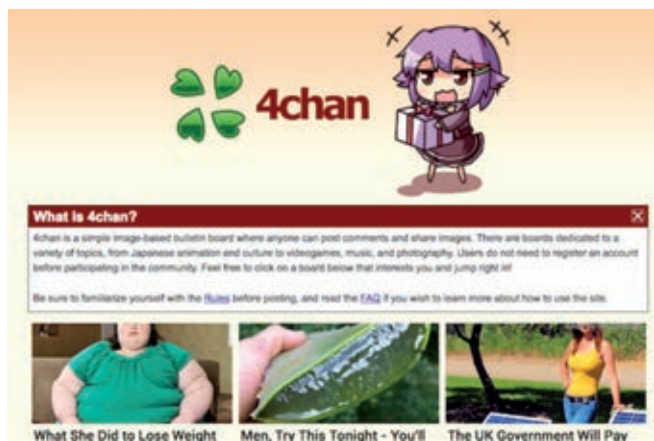 4chan
What is 4chan?
4chan is a simple image-based bulletin board where anyone can post comments and share images. There are boards dedicated to a
variety of topics, from Japanese animation and culture to videogames, music, and photography. Users do not need to register an account
before participating in the community. Feel free to click on a board below that interests you and jump right in!
Be sure to familiarize yourself with the Rules before posting, and read the FAQ if you wish to learn more about how to use the site.
What She Did to Lose Weight
Men, Try This Tonight - You'll
The UK Government Will Pay